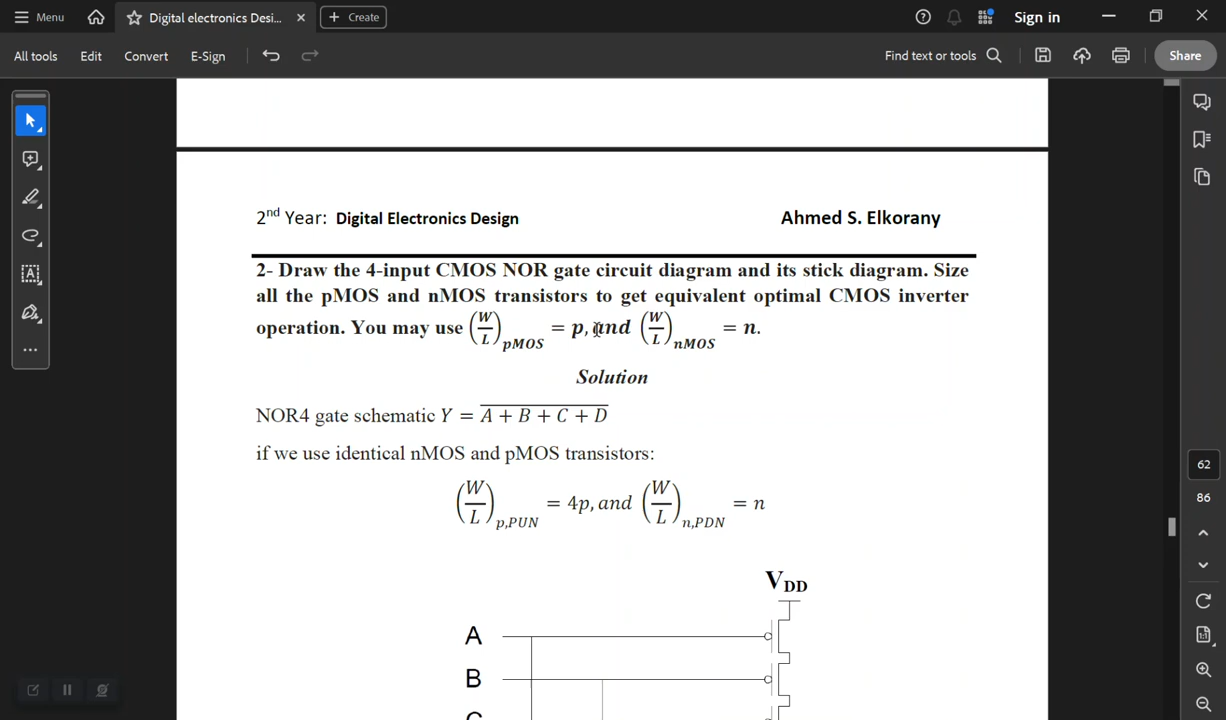 Menu
Digital electronics Desi...
Create
Sign in
All tools
Edit
Convert
E-Sign
Find text or tools
Share
2nd Year: Digital Electronics Design
Ahmed S. Elkorany
2- Draw the 4-input CMOS NOR gate circuit diagram and its stick diagram. Size
all the pMOS and nMOS transistors to get equivalent optimal CMOS inverter
operation. You may use (W/L)pMOS = p, and (W/L)nMOS = n.
Solution
NOR4 gate schematic Y = \overline{A + B + C + D}
if we use identical nMOS and pMOS transistors:
(W/L)p,PUN = 4p, and (W/L)n,PDN = n
VDD
A
B
C
62
86
1:1